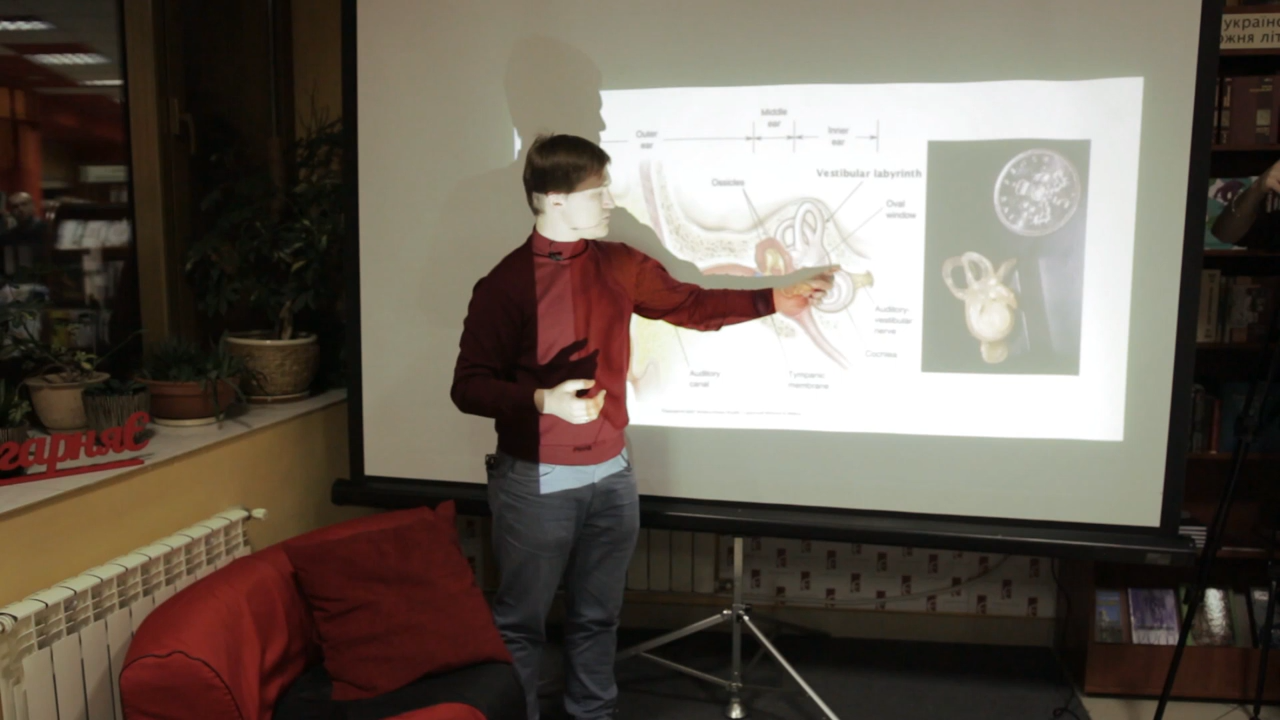 україн
жня літ
Middle
ear
Outer
ear
Inner
ear
Vestibular labyrinth
Ossicles
Oval
window
Auditory
vestibular
nerve
Cochlea
Auditory
canal
Tympanic
membrane
гарняє